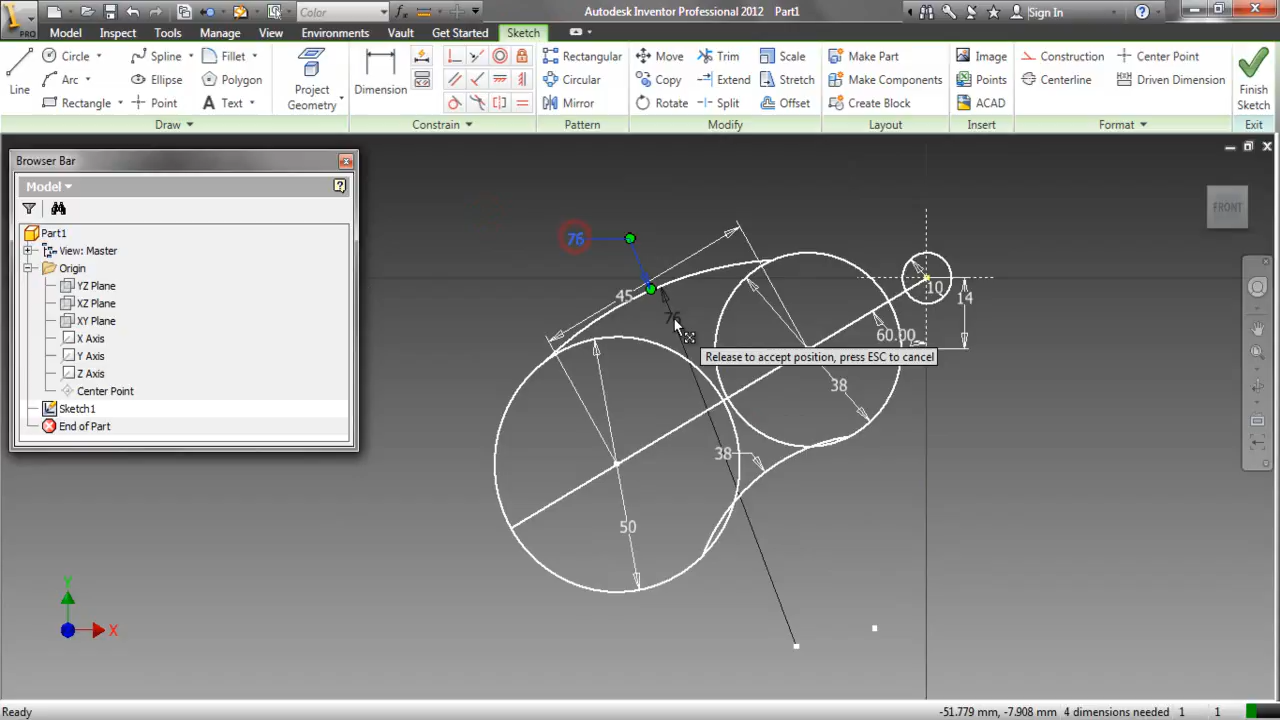 Color
Autodesk Inventor Professional 2012 Part1
Sign In
PRO
Model Inspect Tools Manage View Environments Vault Get Started Sketch
Line
Circle Spline Fillet
Arc Ellipse Polygon
Rectangle Point Text
Project Geometry
Dimension
Rectangular
Circular
Mirror
Move Trim Scale
Copy Extend Stretch
Rotate Split Offset
Make Part
Make Components
Create Block
Image
Points
ACAD
Construction
Centerline
Center Point
Driven Dimension
Finish Sketch
Draw
Constrain
Pattern
Modify
Layout
Insert
Format
Exit
Browser Bar
Model
Part1
View: Master
Origin
YZ Plane
XZ Plane
XY Plane
X Axis
Y Axis
Z Axis
Center Point
Sketch1
End of Part
FRONT
76
45
76
10
14
60.00
Release to accept position, press ESC to cancel
38
38
50
Y
X
Ready
-51.779 mm, -7.908 mm 4 dimensions needed 1 1